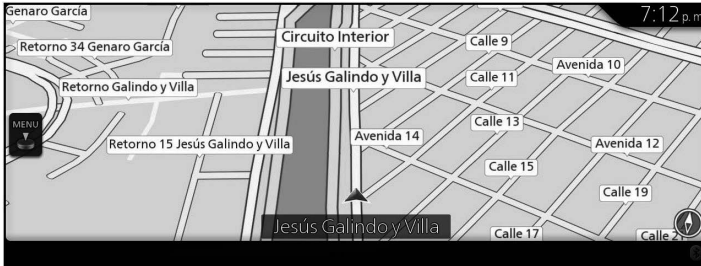 Genaro García
7:12 p.m
Circuito Interior
Calle 9
Retorno 34 Genaro García
Avenida 10
Jesús Galindo y Villa
Calle 11
Retorno Galindo y Villa
MENU
Calle 13
Avenida 14
Retorno 15 Jesús Galindo y Villa
Avenida 12
Calle 15
Calle 19
Jesús Galindo y Villa
Calle 17
Calle 21